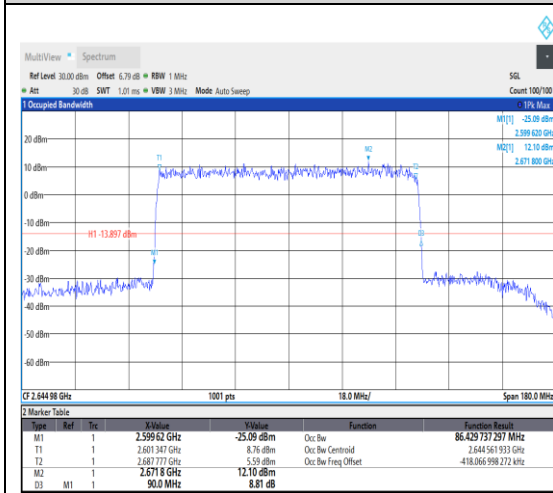 MultiView Spectrum
Ref Level 30.00 dBm Offset 6.79 dB RBW 1 MHz SGL
Att 30 dB SWT 1.01 ms VBW 3 MHz Mode Auto Sweep Count 100/100
1 Occupied Bandwidth 1Pk Max
M1[1] -25.09 dBm
2.599 620 GHz
M2[1] 12.10 dBm
2.671 800 GHz
20 dBm
10 dBm
0 dBm
-10 dBm
-20 dBm
-30 dBm
-40 dBm
-50 dBm
-60 dBm
T1
M2
T2
H1 -13.897 dBm
D3
M1
CF 2.644 98 GHz 1001 pts 18.0 MHz/ Span 180.0 MHz
2 Marker Table
Type Ref Trc X-Value Y-Value Function Function Result
M1 1 2.599 62 GHz -25.09 dBm Occ Bw 86.429 737 297 MHz
T1 1 2.601 347 GHz 8.76 dBm Occ Bw Centroid 2.644 561 933 GHz
T2 1 2.687 777 GHz 5.59 dBm Occ Bw Freq Offset -418.066 998 272 kHz
M2 1 2.671 8 GHz 12.10 dBm
D3 M1 1 90.0 MHz 8.81 dB